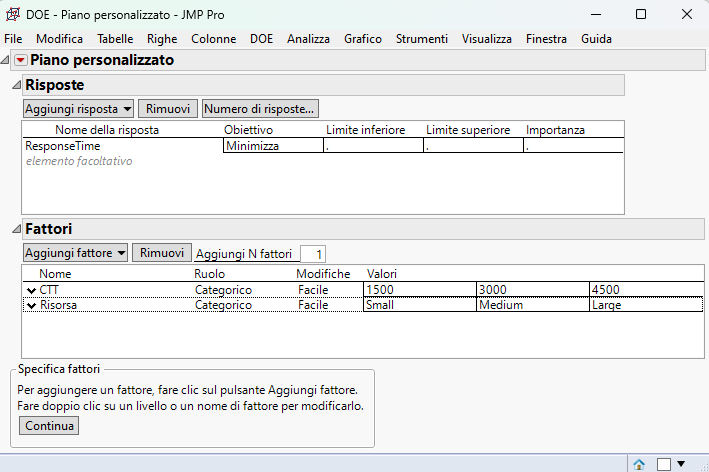 DOE - Piano personalizzato - JMP Pro
File Modifica Tabelle Righe Colonne DOE Analizza Grafico Strumenti Visualizza Finestra Guida
Piano personalizzato
Risposte
Aggiungi risposta Rimuovi Numero di risposte...
Nome della risposta Obiettivo Limite inferiore Limite superiore Importanza
ResponseTime Minimizza . . .
elemento facoltativo
Fattori
Aggiungi fattore Rimuovi Aggiungi N fattori 1
Nome Ruolo Modifiche Valori
CTT Categorico Facile 1500 3000 4500
Risorsa Categorico Facile Small Medium Large
Specifica fattori
Per aggiungere un fattore, fare clic sul pulsante Aggiungi fattore.
Fare doppio clic su un livello o un nome di fattore per modificarlo.
Continua